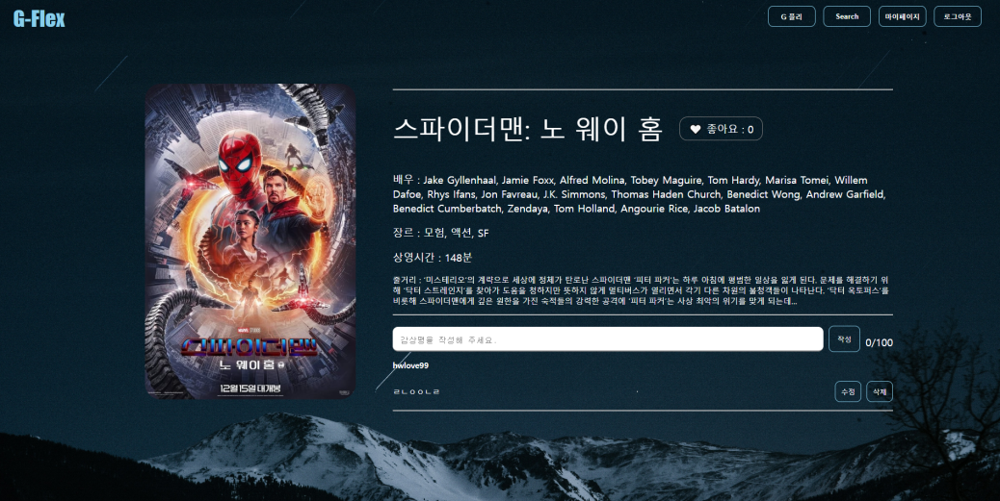 G-Flex
G 플리
Search
마이페이지
로그아웃
스파이더맨: 노 웨이 홈
좋아요 : 0
배우 : Jake Gyllenhaal, Jamie Foxx, Alfred Molina, Tobey Maguire, Tom Hardy, Marisa Tomei, Willem
Dafoe, Rhys Ifans, Jon Favreau, J.K. Simmons, Thomas Haden Church, Benedict Wong, Andrew Garfield,
Benedict Cumberbatch, Zendaya, Tom Holland, Angourie Rice, Jacob Batalon
장르 : 모험, 액션, SF
상영시간 : 148분
줄거리 : ‘미스테리오’의 계략으로 세상에 정체가 탄로난 스파이더맨 ‘피터 파커’는 하루 아침에 평범한 일상을 잃게 된다. 문제를 해결하기 위
해 ‘닥터 스트레인지’를 찾아가 도움을 청하지만 뜻하지 않게 멀티버스가 열리면서 각기 다른 차원의 불청객들이 나타난다. ‘닥터 옥토퍼스’를
비롯해 스파이더맨에게 깊은 원한을 가진 숙적들의 강력한 공격에 ‘피터 파커’는 사상 최악의 위기를 맞게 되는데…
감상평을 작성해 주세요.
작성
0/100
hwlove99
ㄹㄴㅇㅇㄴㄹ
수정
삭제
스파이더맨
노 웨이 홈
12월 15일 대개봉